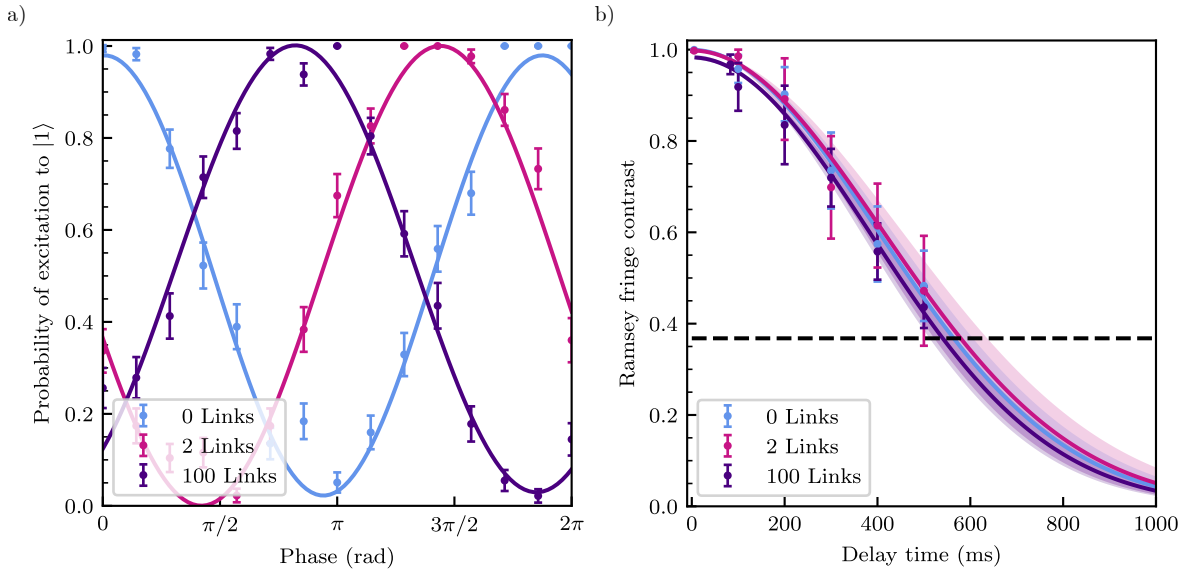 a)
Probability of excitation to |1⟩
1.0
0.8
0.6
0.4
0.2
0.0
0 Links
2 Links
100 Links
0
π/2
π
3π/2
2π
Phase (rad)
b)
Ramsey fringe contrast
1.0
0.8
0.6
0.4
0.2
0.0
0 Links
2 Links
100 Links
0
200
400
600
800
1000
Delay time (ms)